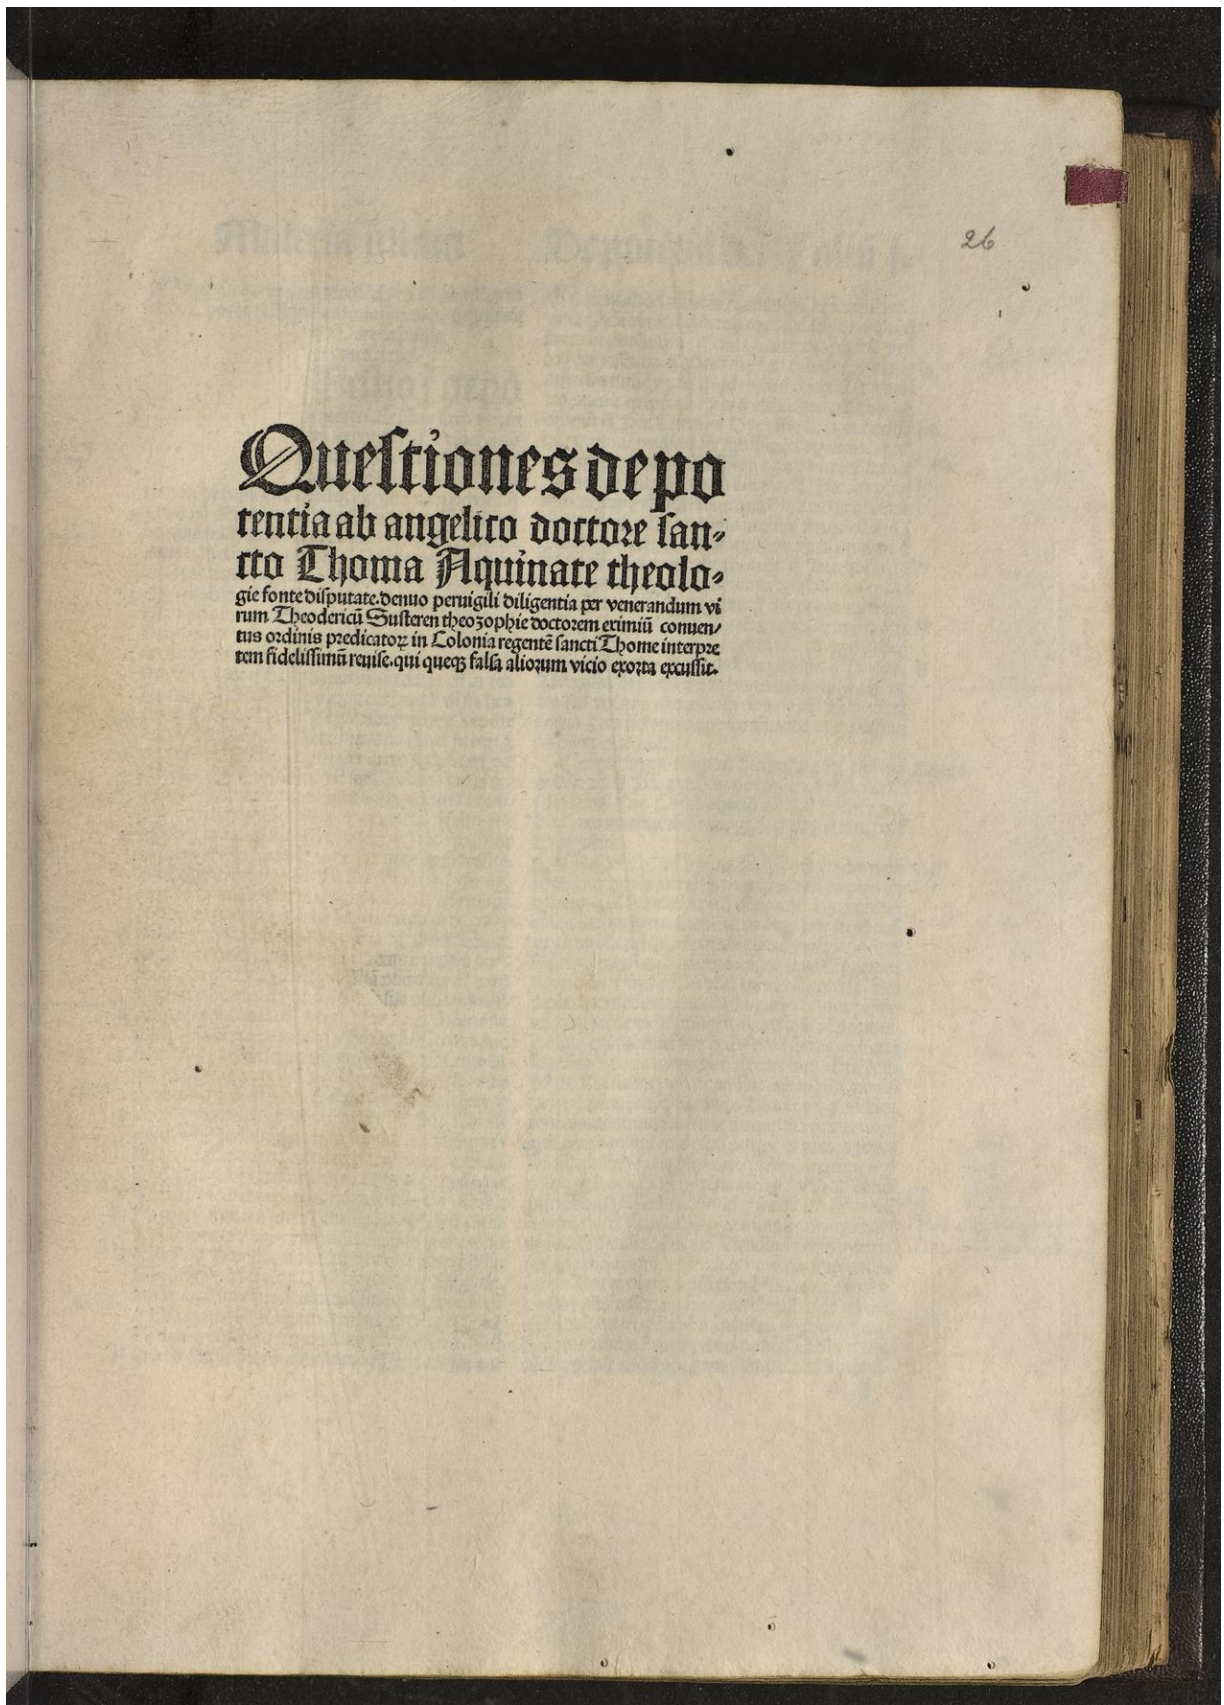 26
Questiones de po
tentia ab angelico doctore san-
cto Thoma Aquinate theolo-
gie fonte disputate. denuo peruigili diligentia per venerandum vi
rum Theodericū Susteren theozophie doctorem eximiū conuen/
tus ordinis predicatoꝝ in Colonia regentē sancti Thome interpre
tem fidelissimū reuise. qui queqꝫ falsa aliorum vicio exorta excussit.